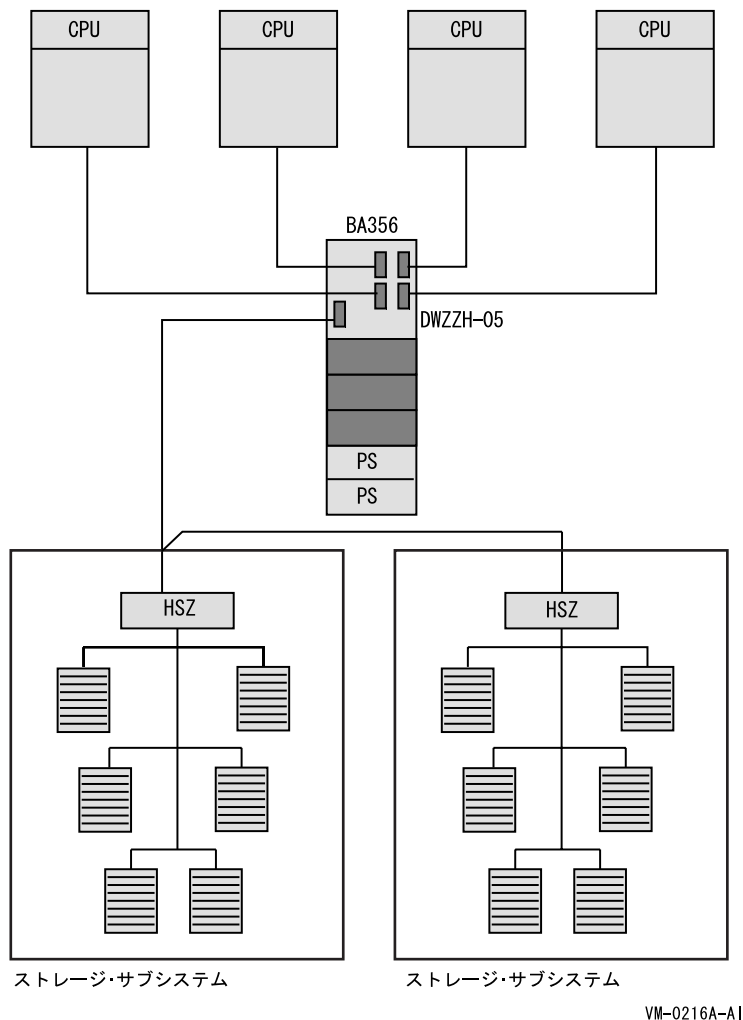 CPU
CPU
CPU
CPU
BA356
DWZZH-05
PS
PS
HSZ
HSZ
ストレージ・サブシステム
ストレージ・サブシステム
VM-0216A-AI